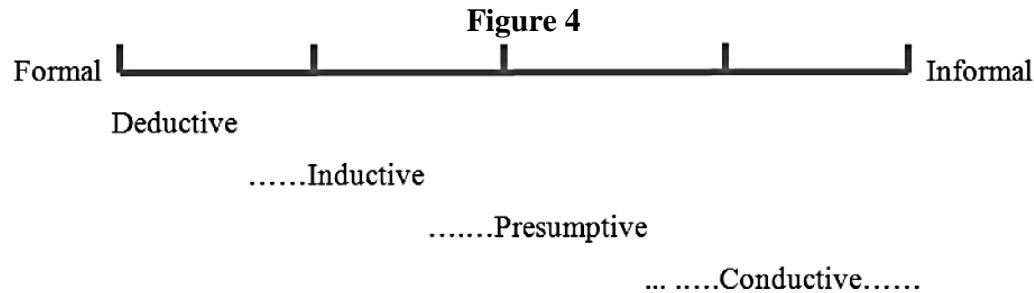 Figure 4
Formal Informal
Deductive
......Inductive
.......Presumptive
... .....Conductive......